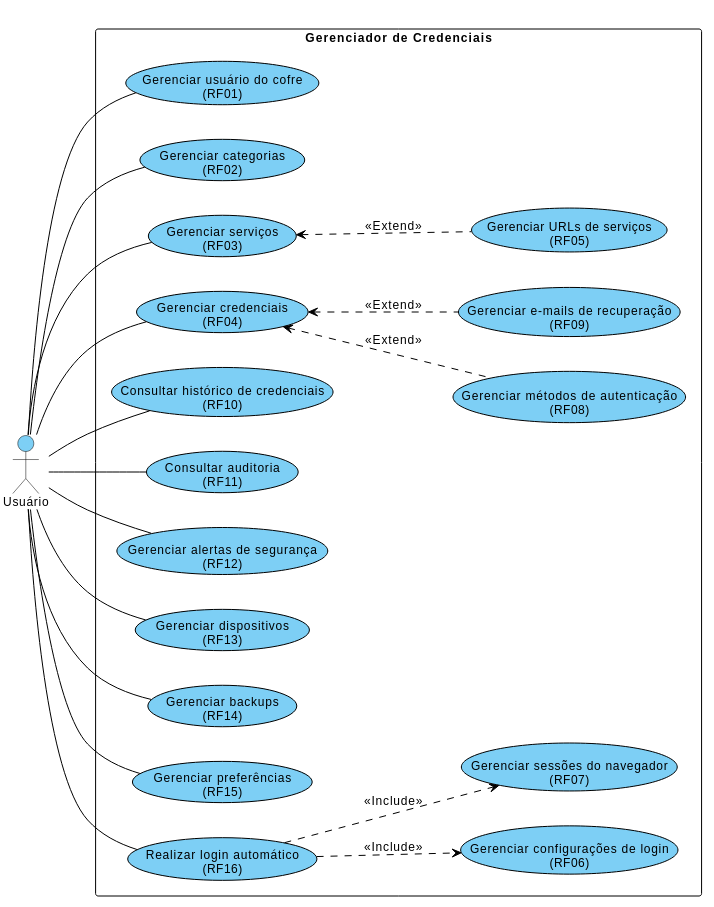 Gerenciador de Credenciais
Gerenciar usuário do cofre
(RF01)
Gerenciar categorias
(RF02)
Gerenciar serviços
(RF03)
«Extend»
Gerenciar URLs de serviços
(RF05)
Gerenciar credenciais
(RF04)
«Extend»
Gerenciar e-mails de recuperação
(RF09)
«Extend»
Gerenciar métodos de autenticação
(RF08)
Consultar histórico de credenciais
(RF10)
Consultar auditoria
(RF11)
Usuário
Gerenciar alertas de segurança
(RF12)
Gerenciar dispositivos
(RF13)
Gerenciar backups
(RF14)
Gerenciar preferências
(RF15)
Gerenciar sessões do navegador
(RF07)
«Include»
Realizar login automático
(RF16)
«Include»
Gerenciar configurações de login
(RF06)